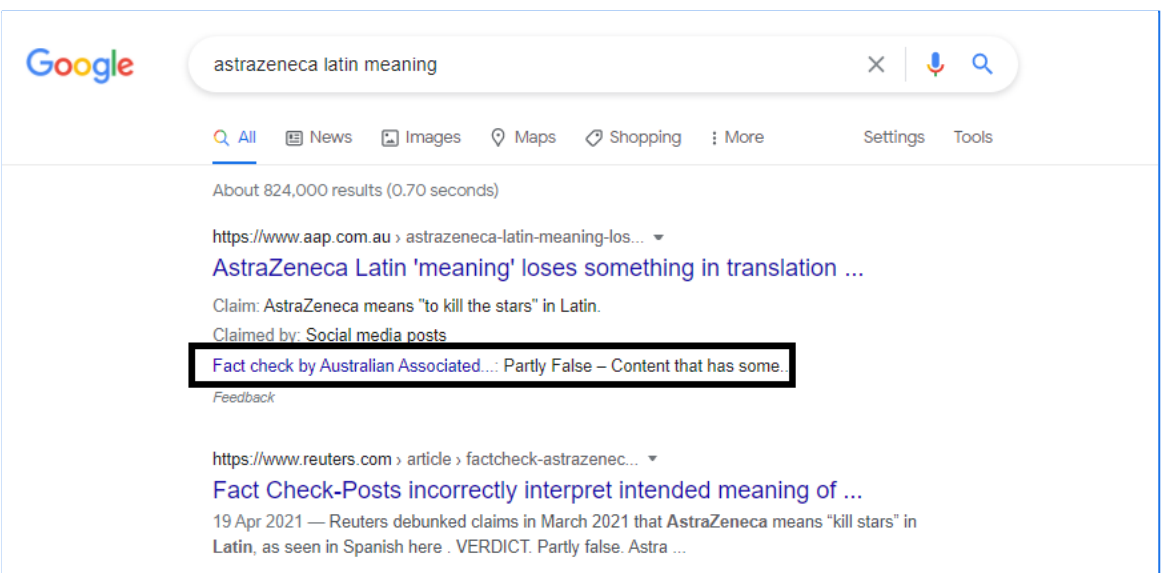 Google
astrazeneca latin meaning
All News Images Maps Shopping More Settings Tools
About 824,000 results (0.70 seconds)
https://www.aap.com.au › astrazeneca-latin-meaning-los...
AstraZeneca Latin 'meaning' loses something in translation ...
Claim: AstraZeneca means "to kill the stars" in Latin.
Claimed by: Social media posts
Fact check by Australian Associated...: Partly False – Content that has some..
Feedback
https://www.reuters.com › article › factcheck-astrazenec...
Fact Check-Posts incorrectly interpret intended meaning of ...
19 Apr 2021 — Reuters debunked claims in March 2021 that AstraZeneca means “kill stars” in
Latin, as seen in Spanish here . VERDICT. Partly false. Astra ...